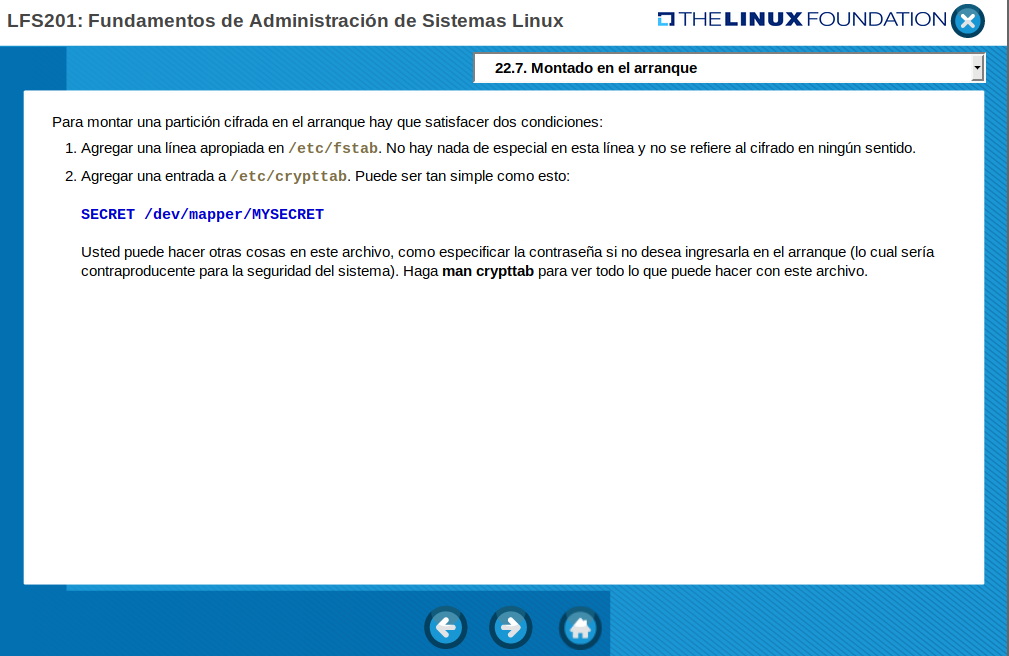 LFS201: Fundamentos de Administración de Sistemas Linux
THE LINUX FOUNDATION
22.7. Montado en el arranque
Para montar una partición cifrada en el arranque hay que satisfacer dos condiciones:
1. Agregar una línea apropiada en /etc/fstab. No hay nada de especial en esta línea y no se refiere al cifrado en ningún sentido.
2. Agregar una entrada a /etc/crypttab. Puede ser tan simple como esto:
SECRET /dev/mapper/MYSECRET
Usted puede hacer otras cosas en este archivo, como especificar la contraseña si no desea ingresarla en el arranque (lo cual sería
contraproducente para la seguridad del sistema). Haga man crypttab para ver todo lo que puede hacer con este archivo.